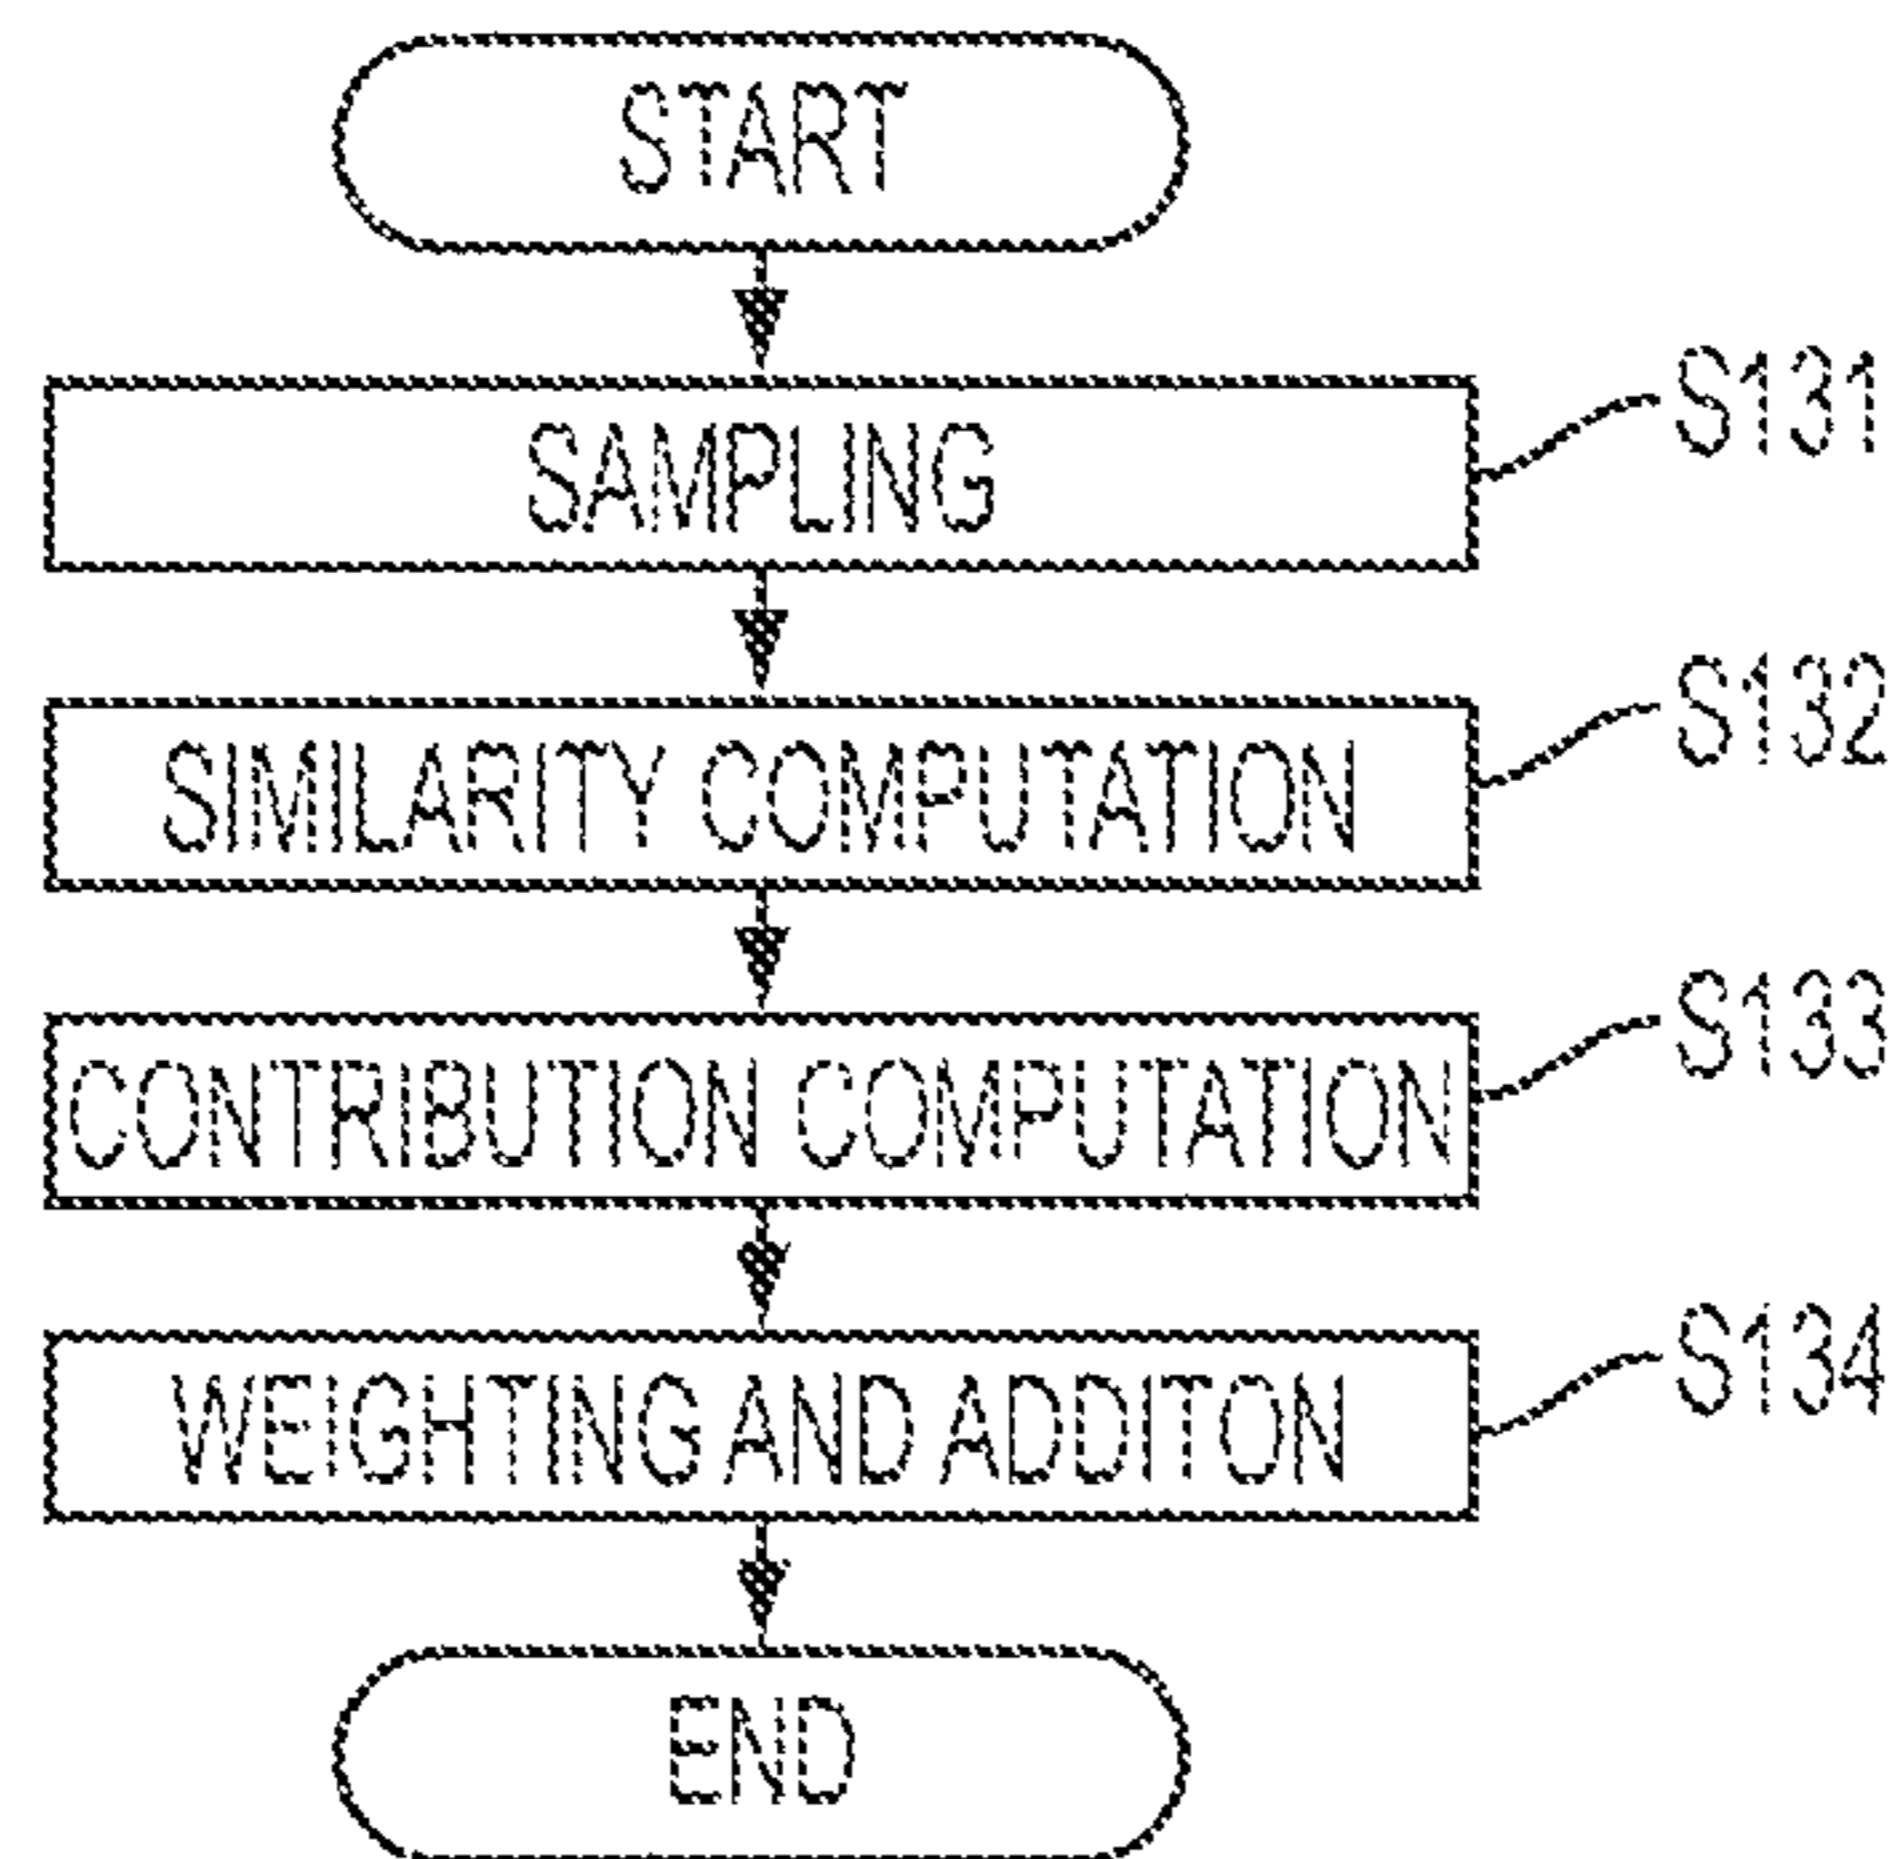 START
SAMPLING
S131
SIMILARITY COMPUTATION
S132
CONTRIBUTION COMPUTATION
S133
WEIGHTING AND ADDITON
S134
END